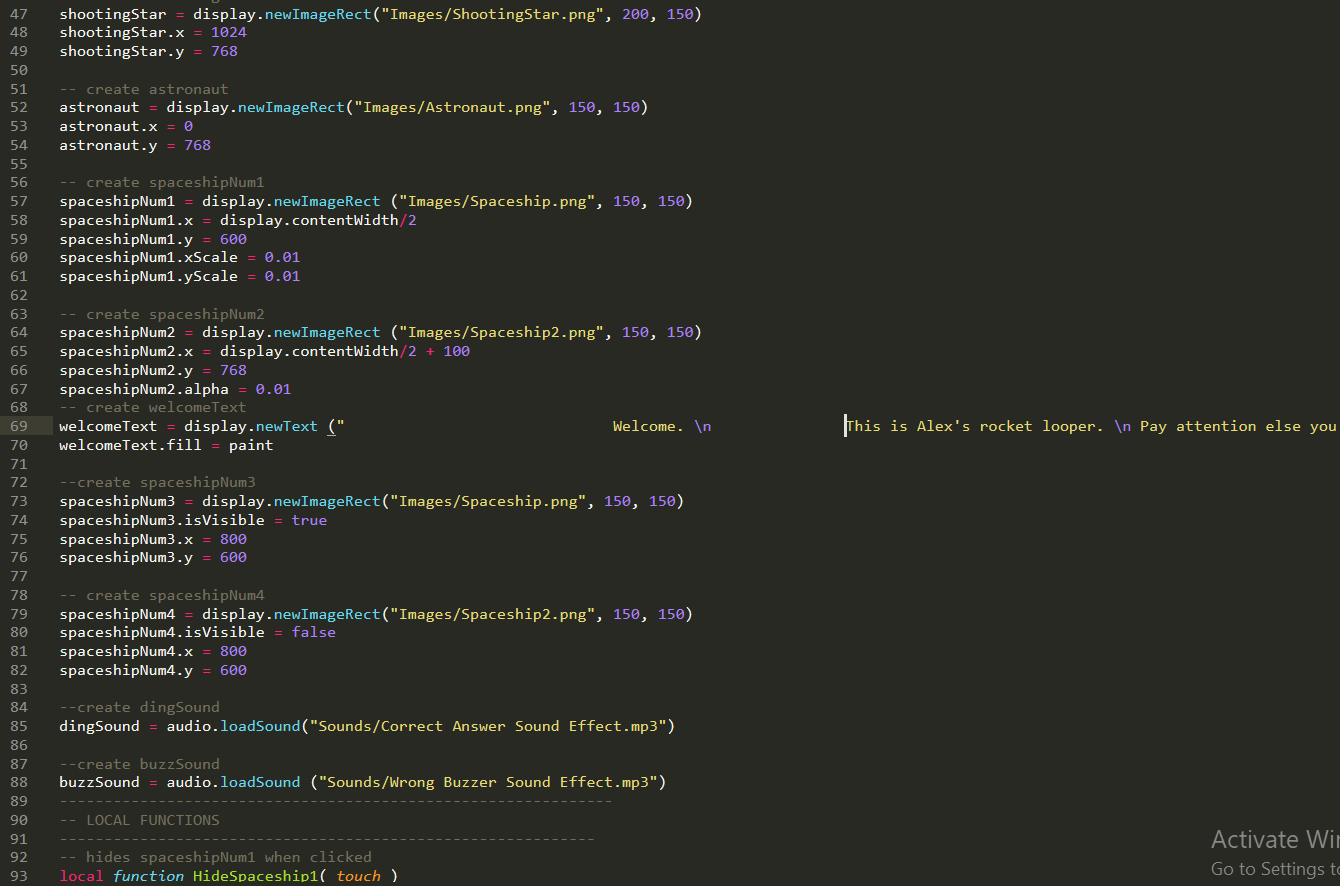 47 shootingStar = display.newImageRect("Images/ShootingStar.png", 200, 150)
48 shootingStar.x = 1024
49 shootingStar.y = 768
50
51 -- create astronaut
52 astronaut = display.newImageRect("Images/Astronaut.png", 150, 150)
53 astronaut.x = 0
54 astronaut.y = 768
55
56 -- create spaceshipNum1
57 spaceshipNum1 = display.newImageRect ("Images/Spaceship.png", 150, 150)
58 spaceshipNum1.x = display.contentWidth/2
59 spaceshipNum1.y = 600
60 spaceshipNum1.xScale = 0.01
61 spaceshipNum1.yScale = 0.01
62
63 -- create spaceshipNum2
64 spaceshipNum2 = display.newImageRect ("Images/Spaceship2.png", 150, 150)
65 spaceshipNum2.x = display.contentWidth/2 + 100
66 spaceshipNum2.y = 768
67 spaceshipNum2.alpha = 0.01
68 -- create welcomeText
69 welcomeText = display.newText ("                              Welcome. \n               This is Alex's rocket looper. \n Pay attention else you
70 welcomeText.fill = paint
71
72 --create spaceshipNum3
73 spaceshipNum3 = display.newImageRect("Images/Spaceship.png", 150, 150)
74 spaceshipNum3.isVisible = true
75 spaceshipNum3.x = 800
76 spaceshipNum3.y = 600
77
78 -- create spaceshipNum4
79 spaceshipNum4 = display.newImageRect("Images/Spaceship2.png", 150, 150)
80 spaceshipNum4.isVisible = false
81 spaceshipNum4.x = 800
82 spaceshipNum4.y = 600
83
84 --create dingSound
85 dingSound = audio.loadSound("Sounds/Correct Answer Sound Effect.mp3")
86
87 --create buzzSound
88 buzzSound = audio.loadSound ("Sounds/Wrong Buzzer Sound Effect.mp3")
89 --------------------------------------------------------------
90 -- LOCAL FUNCTIONS
91 ------------------------------------------------------------
92 -- hides spaceshipNum1 when clicked
93 local function HideSpaceship1( touch )
Activate Wi
Go to Settings t